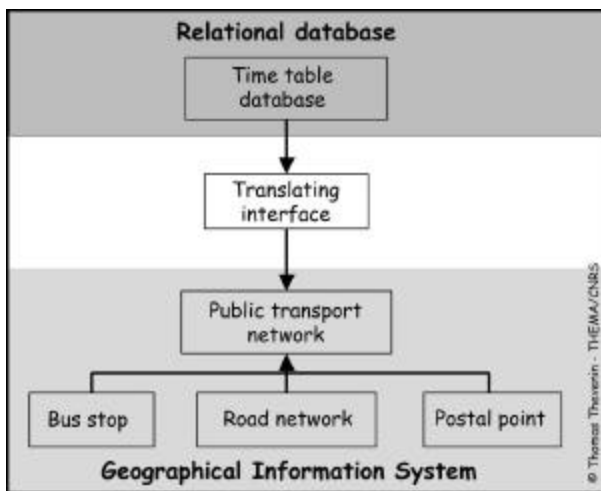 Relational database
Time table
database
Translating
interface
Public transport
network
Bus stop
Road network
Postal point
Geographical Information System
© Thomas Thevenin - THEMA/CNRS